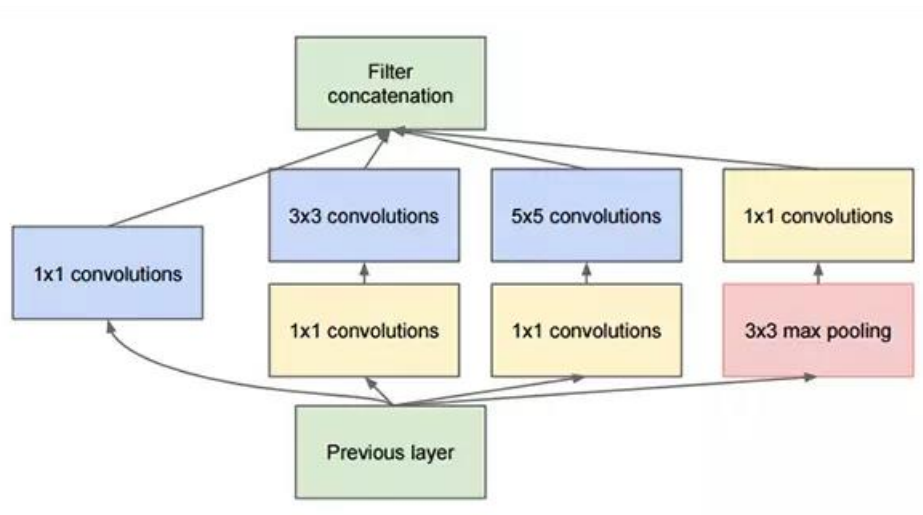 Filter
concatenation
3x3 convolutions
5x5 convolutions
1x1 convolutions
1x1 convolutions
1x1 convolutions
1x1 convolutions
3x3 max pooling
Previous layer